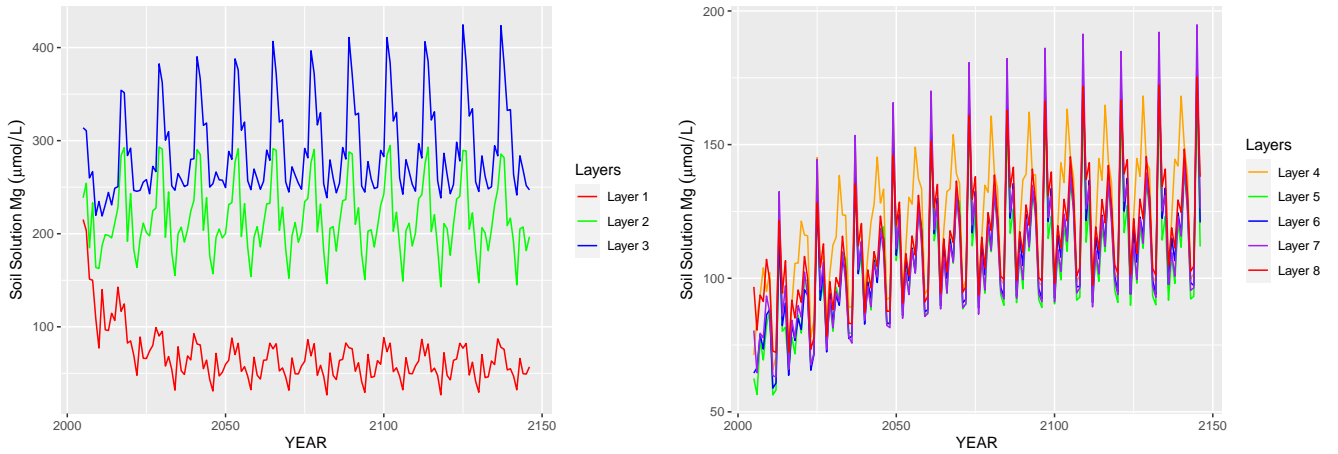 Soil Solution Mg (µmol/L)
400
300
200
100
2000
2050
2100
2150
YEAR
Layers
Layer 1
Layer 2
Layer 3
Soil Solution Mg (µmol/L)
200
150
100
50
2000
2050
2100
2150
YEAR
Layers
Layer 4
Layer 5
Layer 6
Layer 7
Layer 8